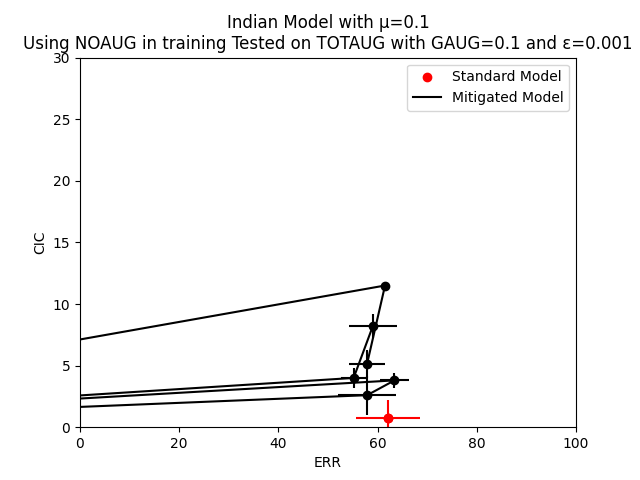 Indian Model with μ=0.1
Using NOAUG in training Tested on TOTAUG with GAUG=0.1 and ε=0.001
30
25
20
15
10
5
0
CIC
Standard Model
Mitigated Model
0 20 40 60 80 100
ERR